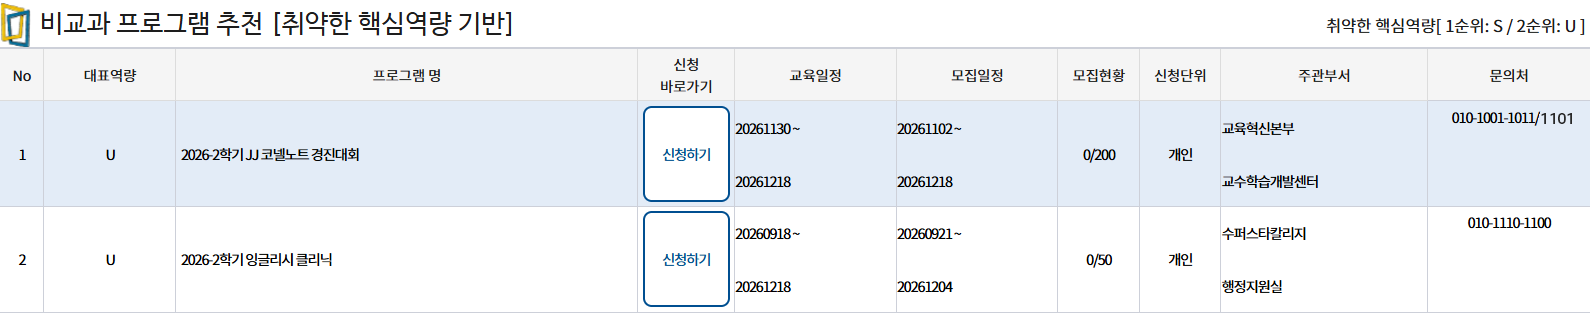 비교과 프로그램 추천 [취약한 핵심역량 기반]
취약한 핵심역량[ 1순위: S / 2순위: U ]
No 대표역량 프로그램 명 신청 바로가기 교육일정 모집일정 모집현황 신청단위 주관부서 문의처
1 U 2026-2학기 JJ 코넬노트 경진대회 신청하기 20261130 ~ 20261218 20261102 ~ 20261218 0/200 개인 교육혁신본부 교수학습개발센터 010-1001-1011/1101
2 U 2026-2학기 잉글리시 클리닉 신청하기 20260918 ~ 20261218 20260921 ~ 20261204 0/50 개인 수퍼스타칼리지 행정지원실 010-1110-1100